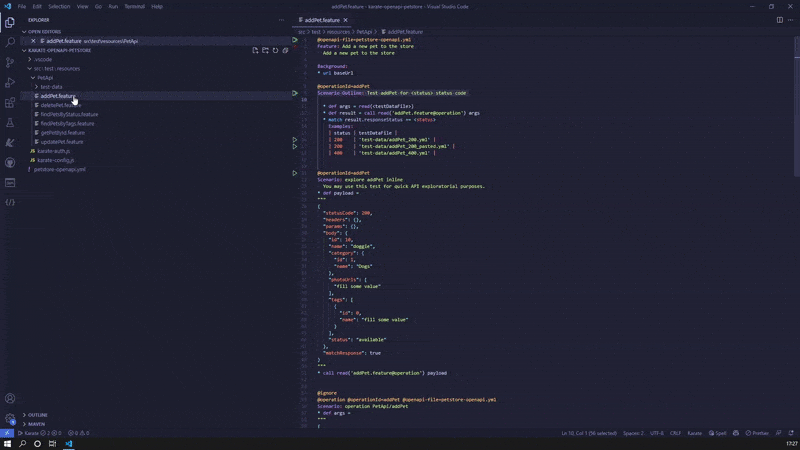 File Edit Selection View Go Run Terminal Help
addPet.feature - karate-openapi-petstore - Visual Studio Code
EXPLORER
OPEN EDITORS
addPet.feature src\test\resources\PetApi
KARATE-OPENAPI-PETSTORE
.vscode
src · test · resources
PetApi
test-data
addPet.feature
deletePet.feature
findPetsByStatus.feature
findPetsByTags.feature
getPetById.feature
updatePet.feature
karate-auth.js
karate-config.js
petstore-openapi.yml
OUTLINE
MAVEN
addPet.feature
src > test > resources > PetApi > addPet.feature
@openapi-file=petstore-openapi.yml
Feature: Add a new pet to the store
Add a new pet to the store
Background:
* url baseUrl
@operationId=addPet
Scenario Outline: Test addPet for <status> status code
* def args = read(<testDataFile>)
* def result = call read('addPet.feature@operation') args
* match result.responseStatus == <status>
Examples:
| status | testDataFile |
| 200 | 'test-data/addPet_200.yml' |
| 200 | 'test-data/addPet_200_pasted.yml' |
| 400 | 'test-data/addPet_400.yml' |
@operationId=addPet
Scenario: explore addPet inline
You may use this test for quick API exploratorial purposes.
* def payload =
"""
{
"statusCode": 200,
"headers": {},
"params": {},
"body": {
"id": 10,
"name": "doggie",
"category": {
"id": 1,
"name": "Dogs"
},
"photoUrls": [
"fill some value"
],
"tags": [
{
"id": 0,
"name": "fill some value"
}
],
"status": "available"
},
"matchResponse": true
}
"""
* call read('addPet.feature@operation') payload
@ignore
@operation @operationId=addPet @openapi-file=petstore-openapi.yml
Scenario: operation PetApi/addPet
* def args =
"""
{
Karate 2 0 0 0
Ln 10, Col 1 (56 selected) Spaces: 2 UTF-8 CRLF Karate Spell Prettier
17:27